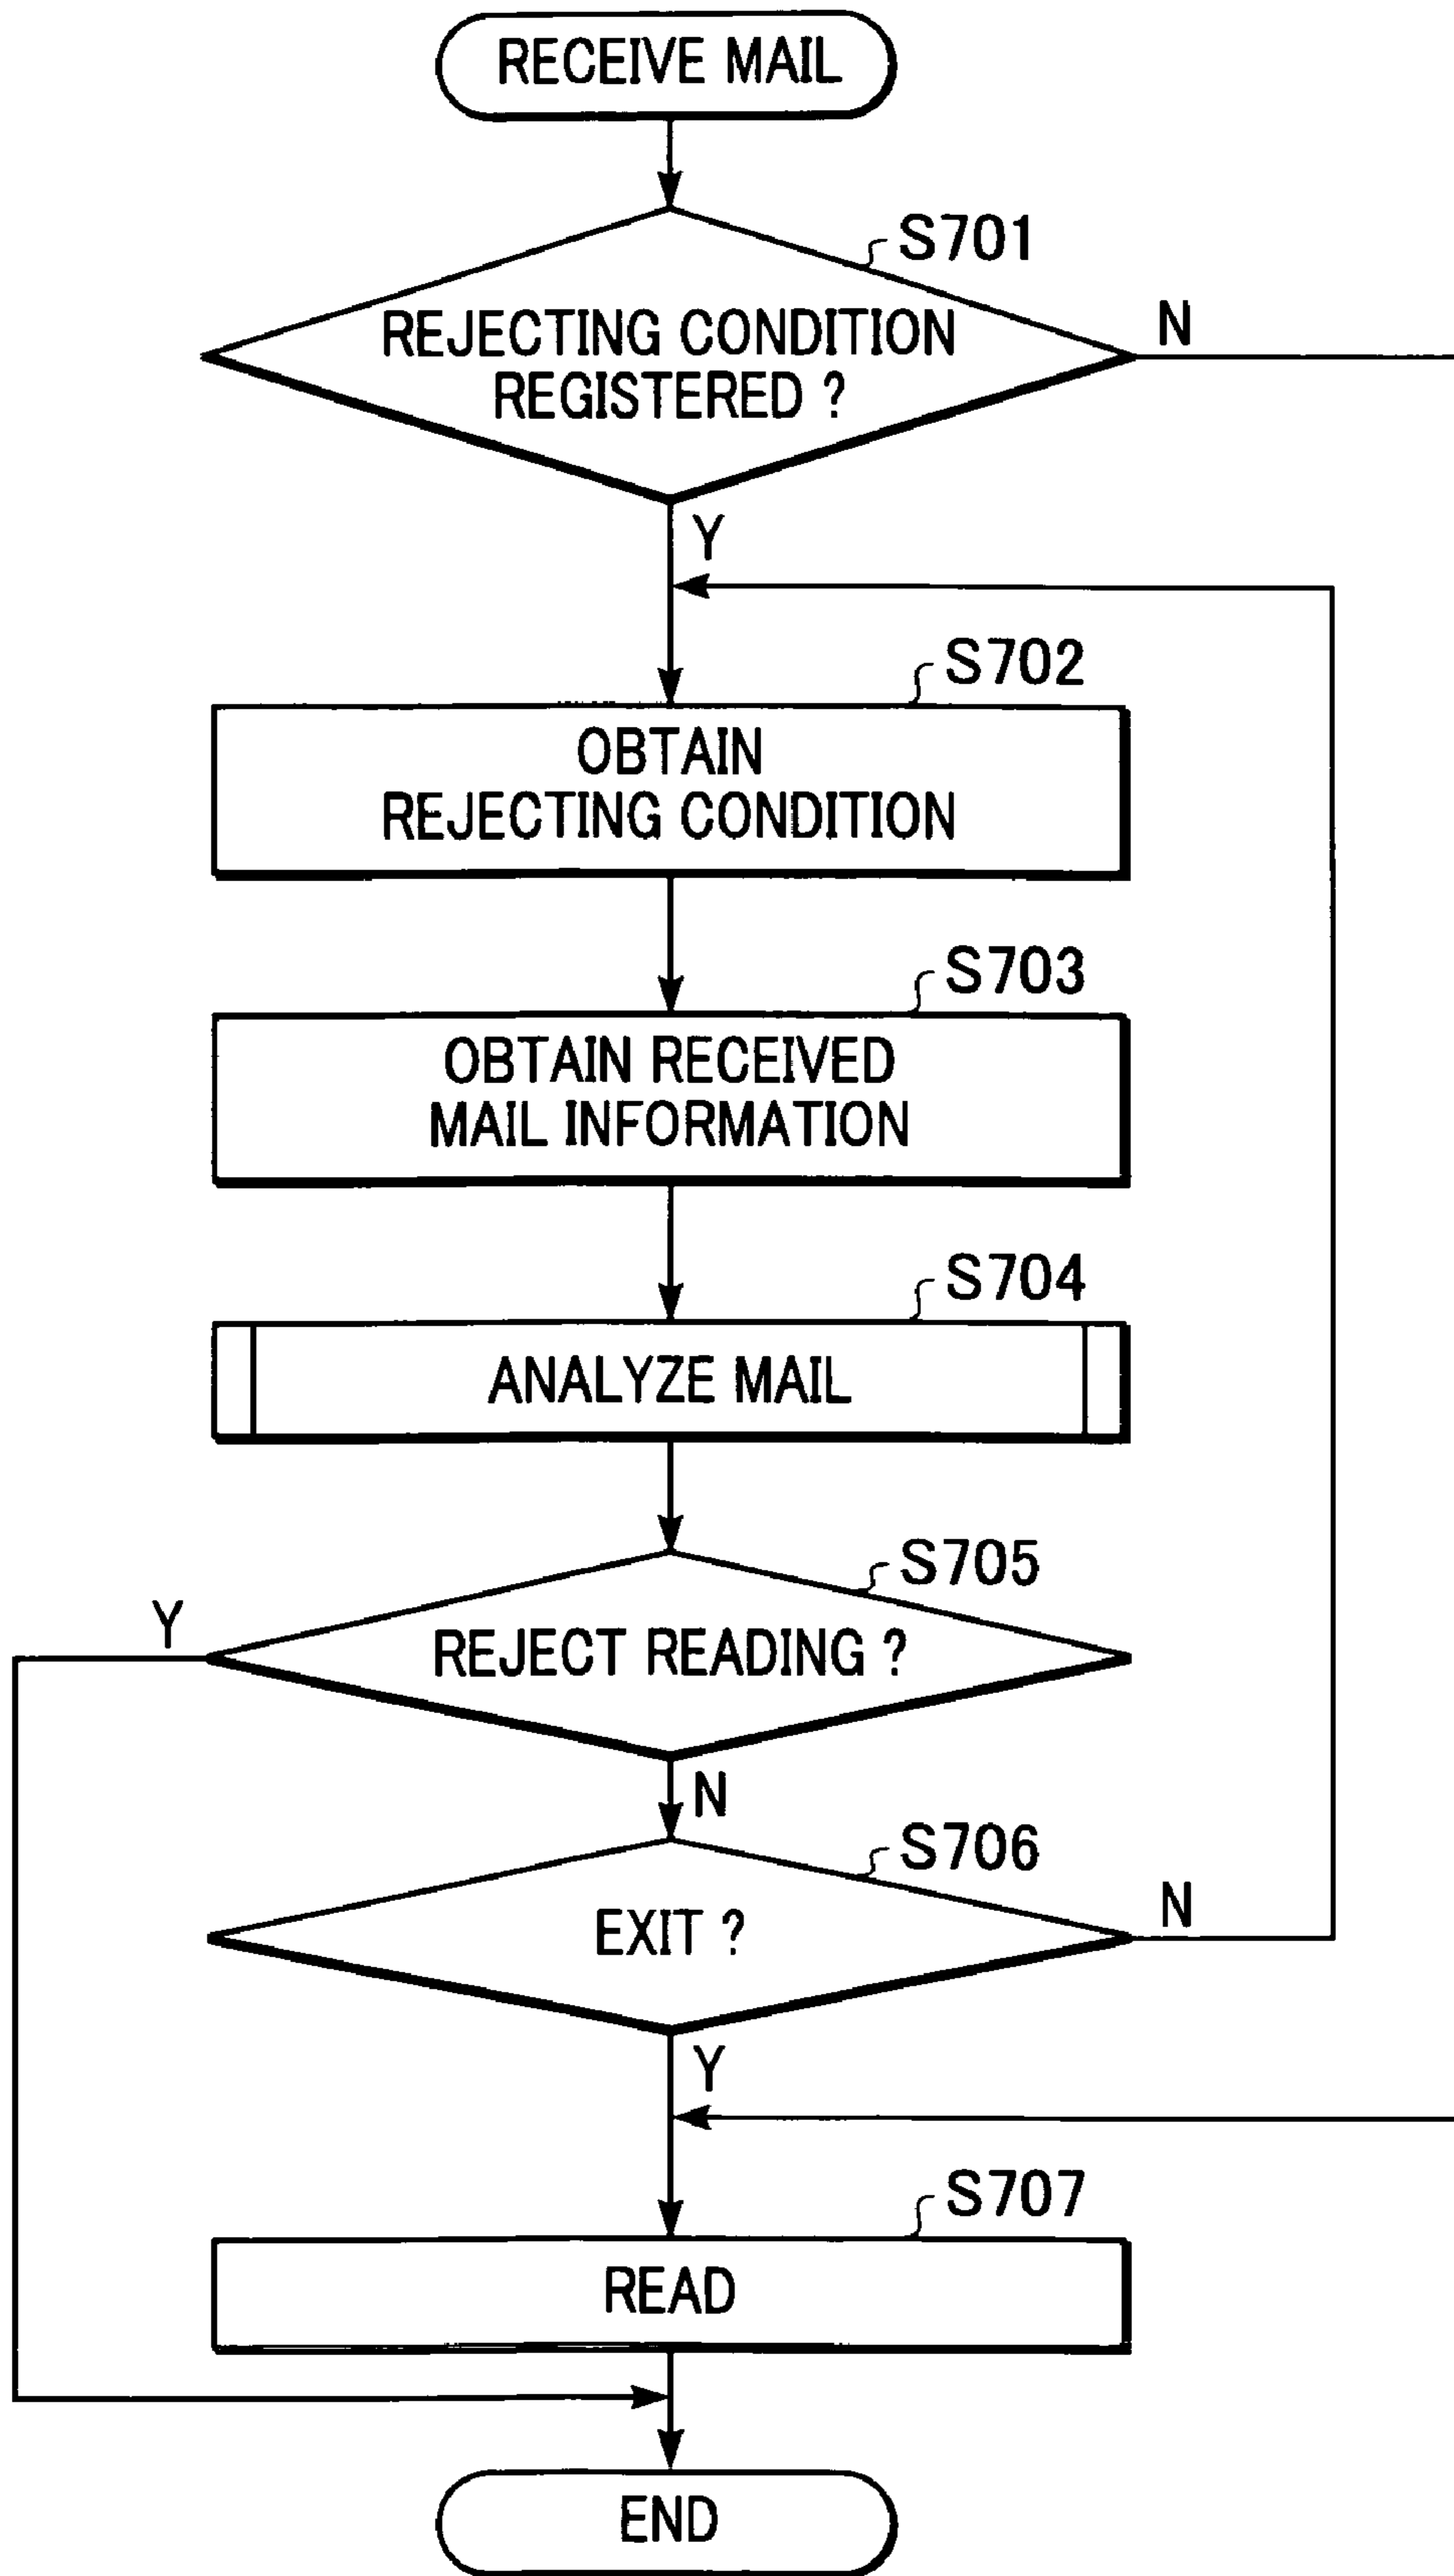 RECEIVE MAIL
S701
REJECTING CONDITION
REGISTERED ?
N
Y
S702
OBTAIN
REJECTING CONDITION
S703
OBTAIN RECEIVED
MAIL INFORMATION
S704
ANALYZE MAIL
S705
Y
REJECT READING ?
N
S706
EXIT ?
N
Y
S707
READ
END